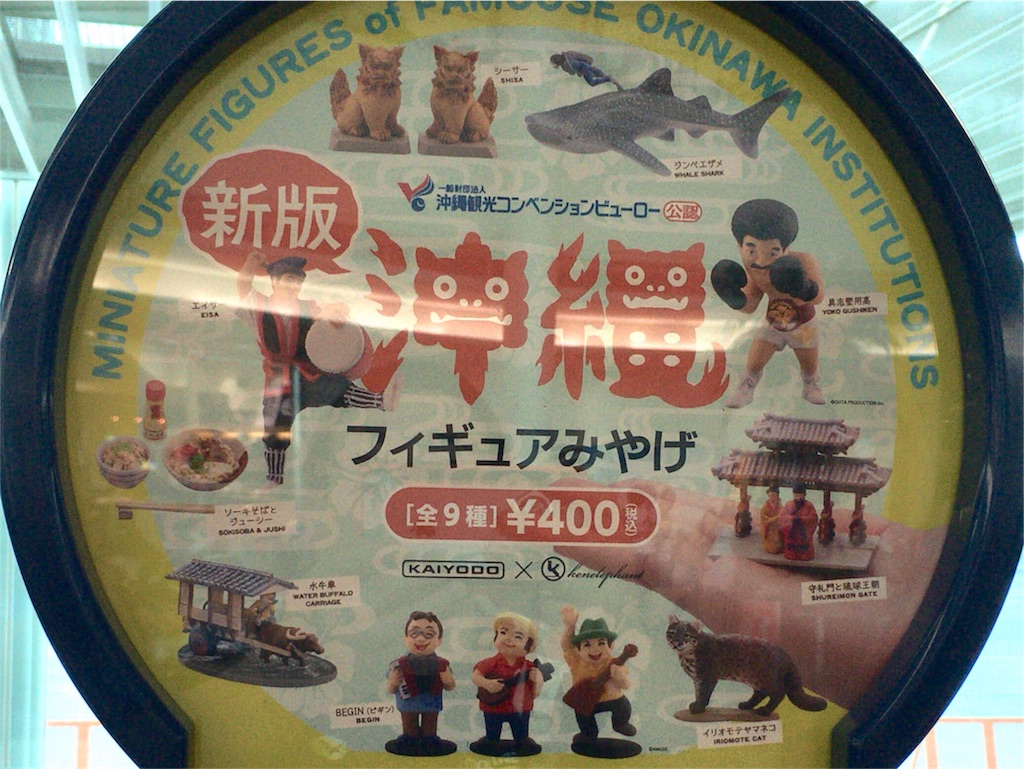 MINIATURE FIGURES of FAMOUSE OKINAWA INSTITUTIONS
シーサー
SHISA
ジンベエザメ
WHALE SHARK
新版
一般財団法人
沖縄観光コンベンションビューロー 公認
沖縄
エイサー
EISA
具志堅用高
YOKO GUSHIKEN
フィギュアみやげ
[全9種] ¥400(税込)
KAIYODO × kenelephant
ソーキそばと
ジューシー
SOKISOBA & JUSHI
守礼門と琉球王朝
SHUREIMON GATE
水牛車
WATER BUFFALO
CARRIAGE
BEGIN (ビギン)
BEGIN
イリオモテヤマネコ
IRIOMOTE CAT